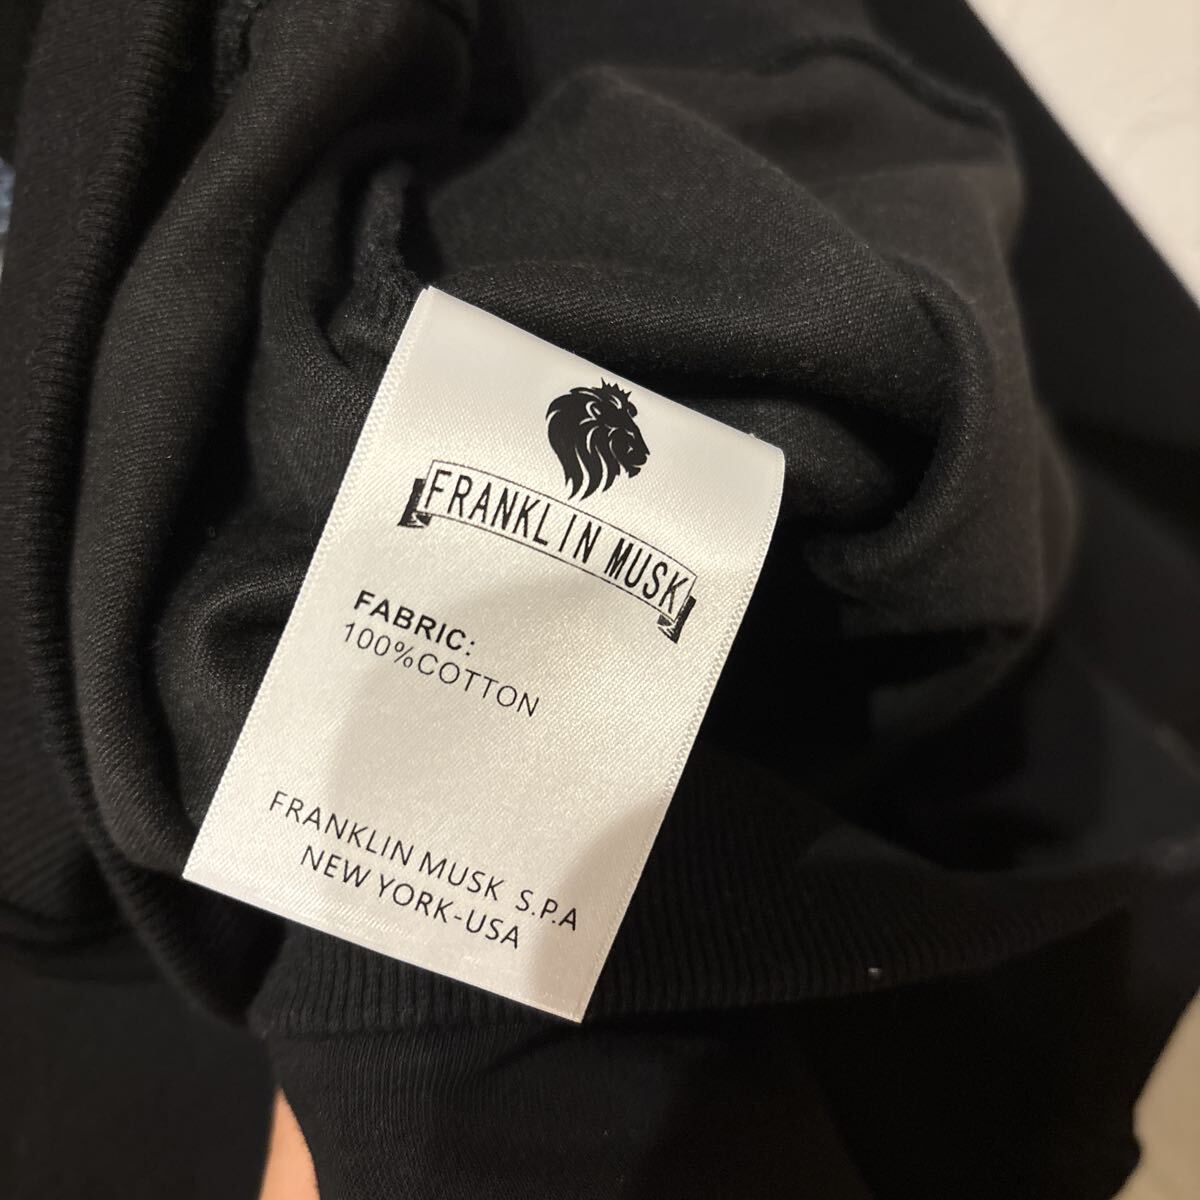 FRANKLIN MUSK
FABRIC:
100%COTTON
FRANKLIN MUSK S.P.A
NEW YORK-USA